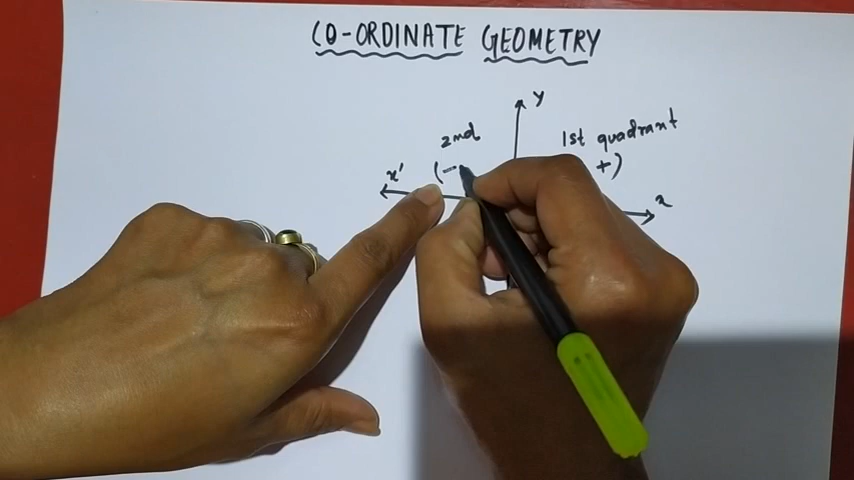 CO-ORDINATE GEOMETRY
y
2nd
1st quadrant
(-
+)
x'
x